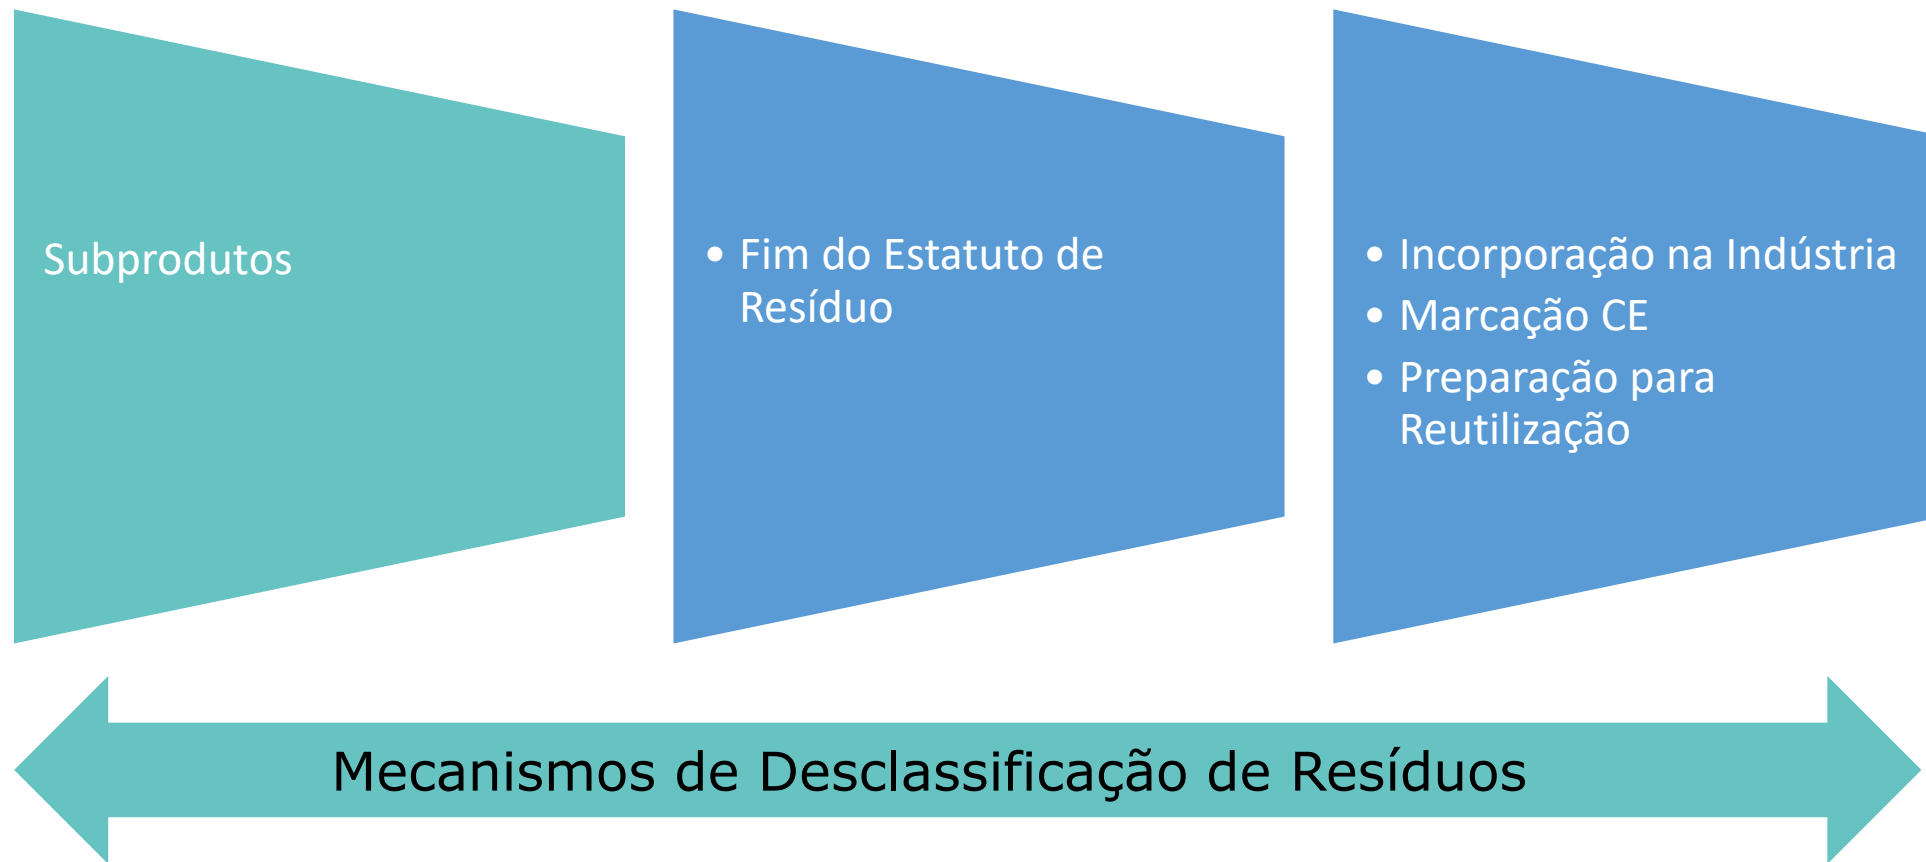 Subprodutos
• Fim do Estatuto de
Resíduo
• Incorporação na Indústria
• Marcação CE
• Preparação para
Reutilização
Mecanismos de Desclassificação de Resíduos